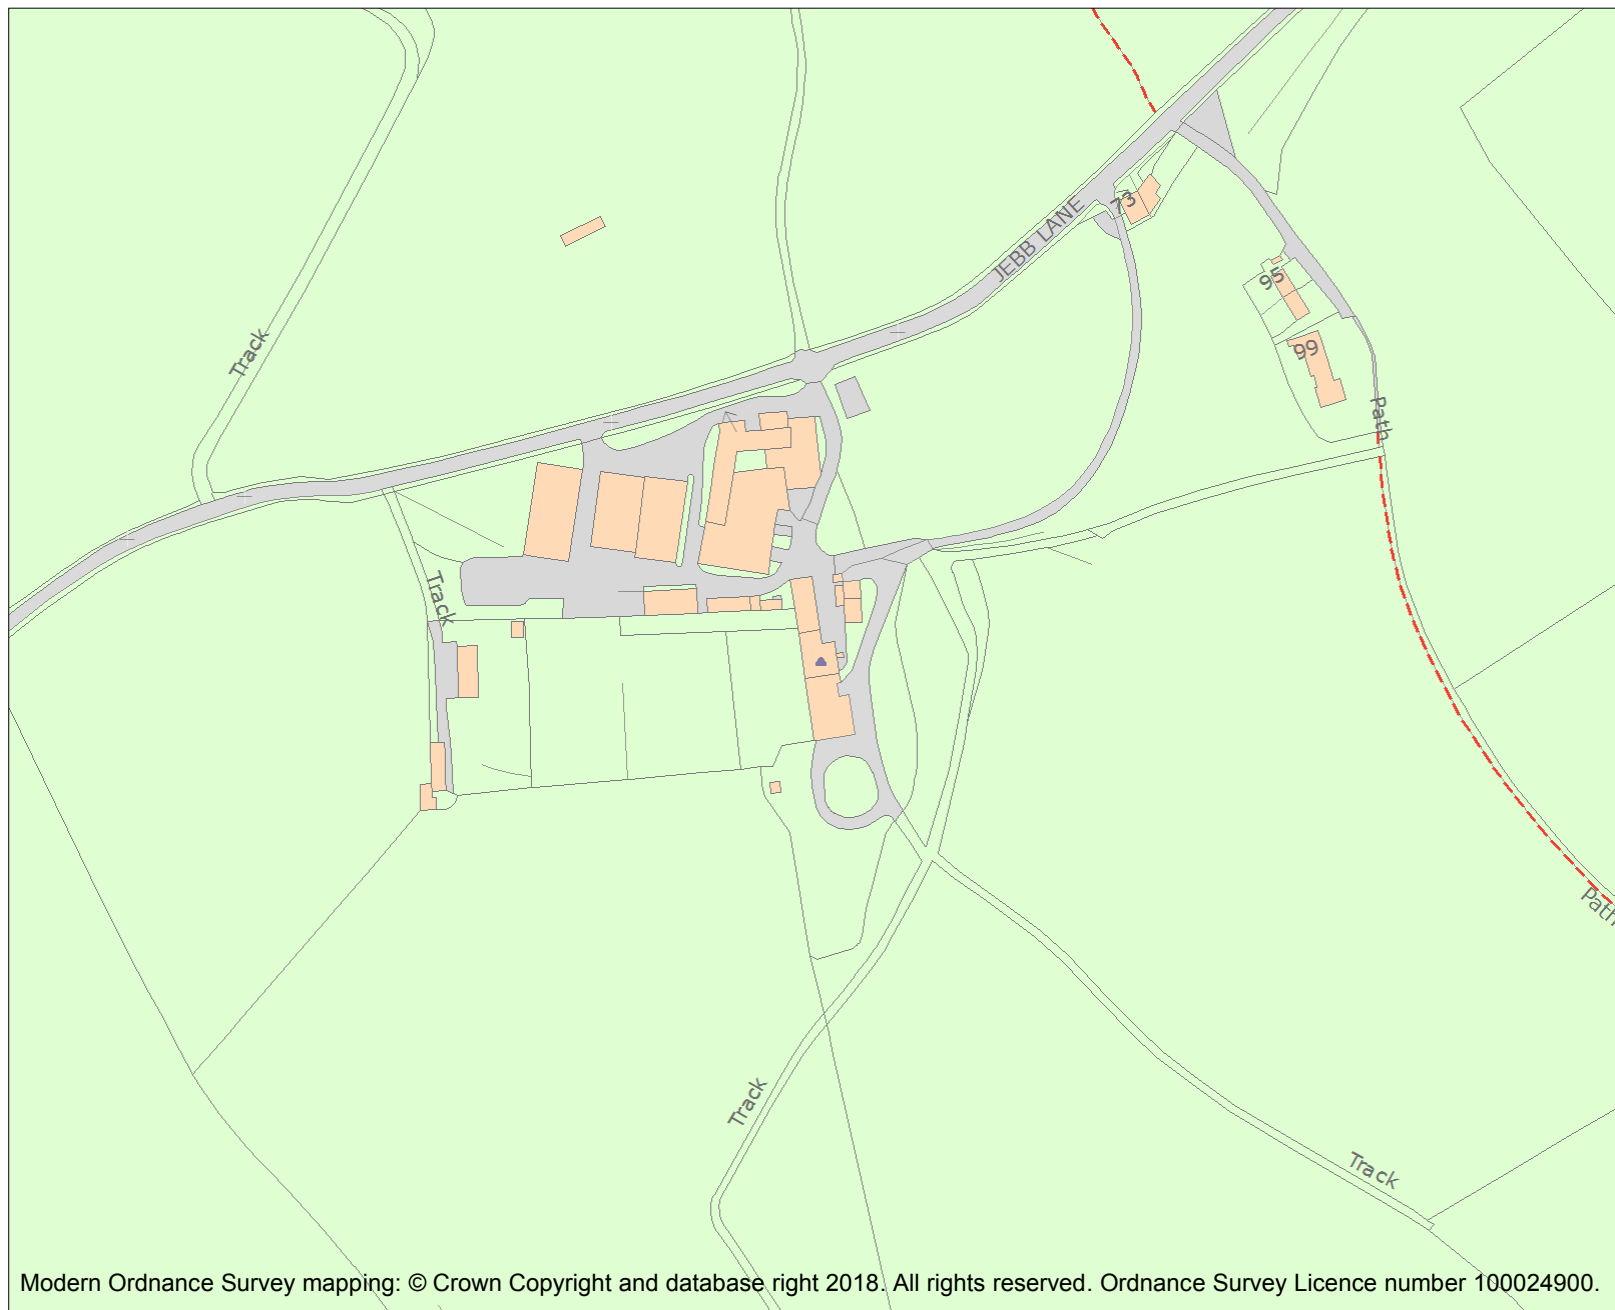 JEBB LANE
73
95
Track
99
Path
Track
Path
Track
Track
Modern Ordnance Survey mapping: © Crown Copyright and database right 2018. All rights reserved. Ordnance Survey Licence number 100024900.